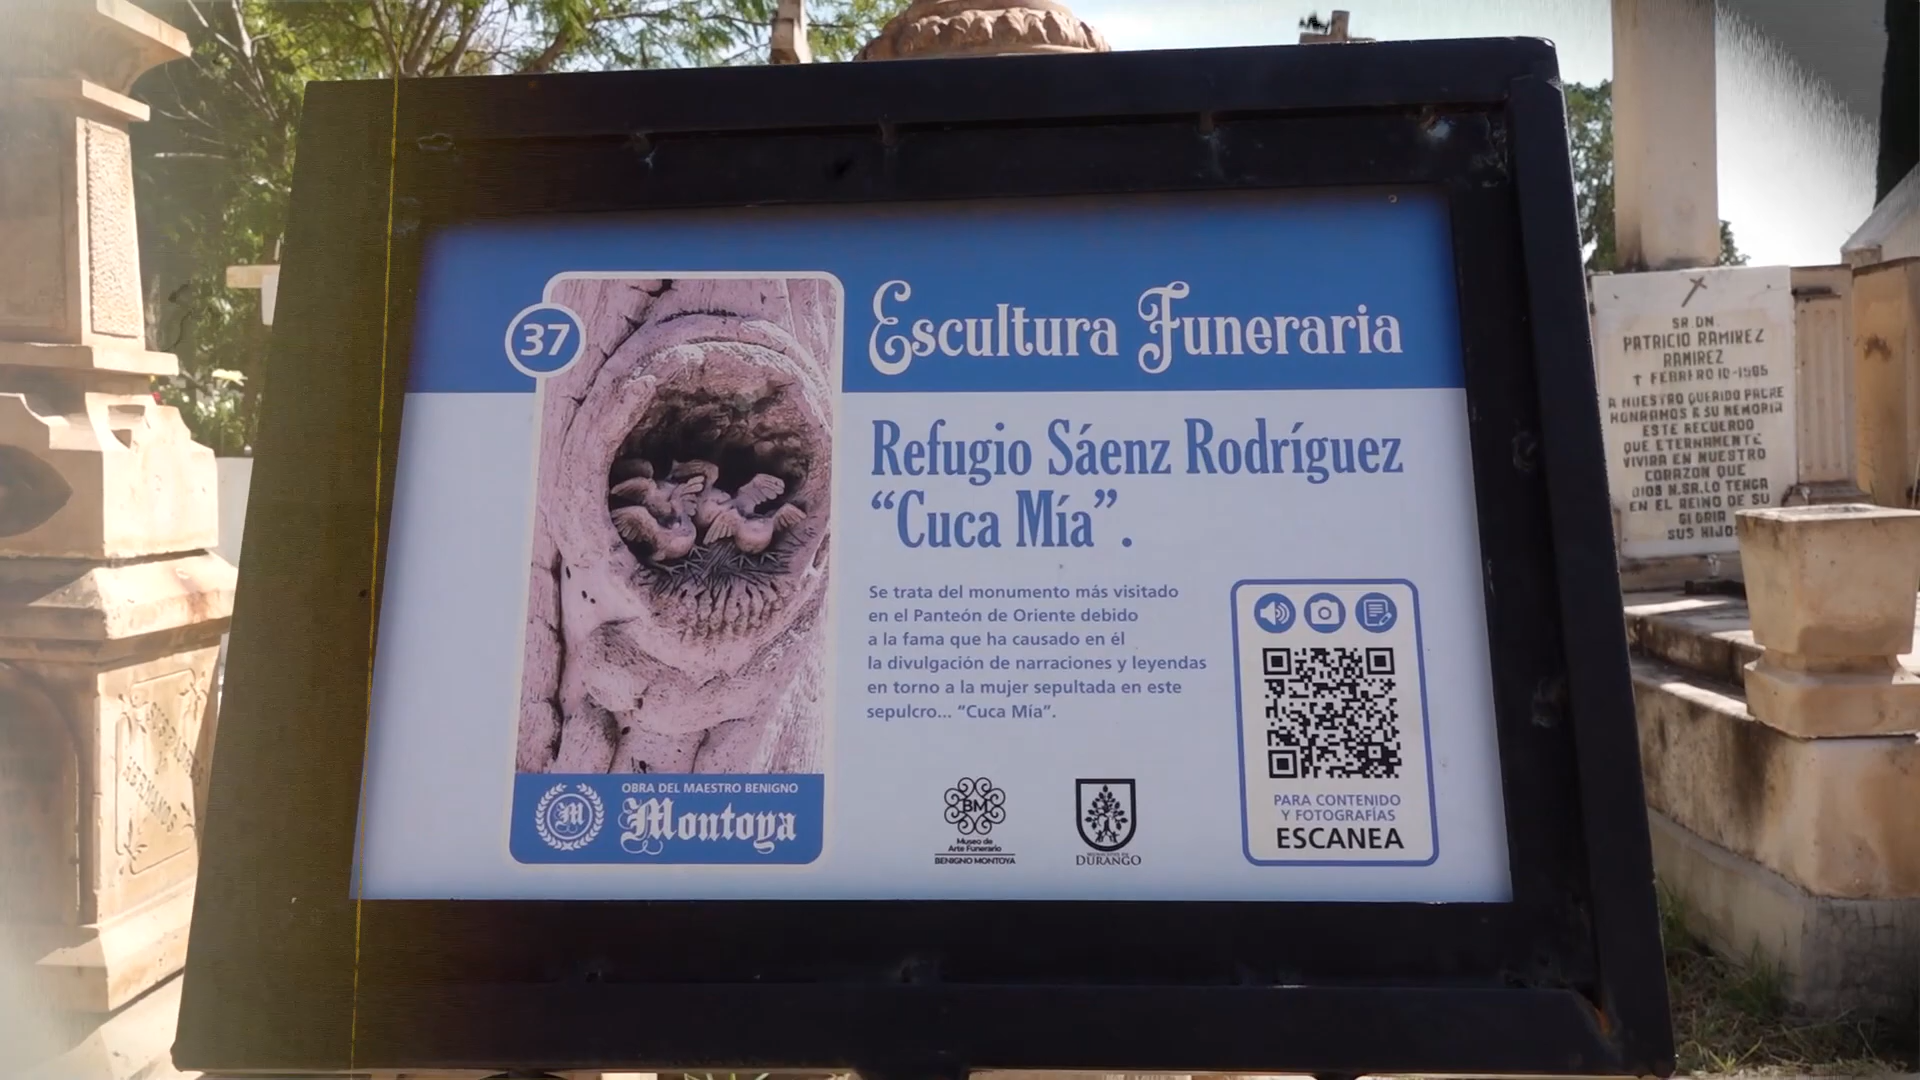 37
Escultura Funeraria
Refugio Sáenz Rodríguez
“Cuca Mía”.
Se trata del monumento más visitado
en el Panteón de Oriente debido
a la fama que ha causado en él
la divulgación de narraciones y leyendas
en torno a la mujer sepultada en este
sepulcro... “Cuca Mía”.
OBRA DEL MAESTRO BENIGNO
M Montoya
BM
Museo de
Arte Funerario
BENIGNO MONTOYA
DURANGO
PARA CONTENIDO
Y FOTOGRAFÍAS
ESCANEA
SR. DN.
PATRICIO RAMIREZ
RAMIREZ
† FEBRERO 10-1985
A NUESTRO QUERIDO PADRE
HONRAMOS A SU MEMORIA
ESTE RECUERDO
QUE ETERNAMENTE
VIVIRA EN NUESTRO
CORAZON QUE
DIOS N.SR. LO TENGA
EN EL REINO DE SU
GLORIA
SUS HIJOS